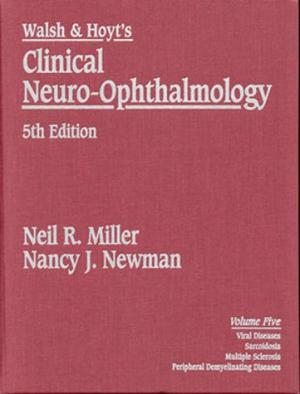 Walsh & Hoyt's
Clinical
Neuro-Ophthalmology
5th Edition
Neil R. Miller
Nancy J. Newman
Volume Five
Viral Diseases
Sarcoidosis
Multiple Sclerosis
Peripheral Demyelinating Diseases